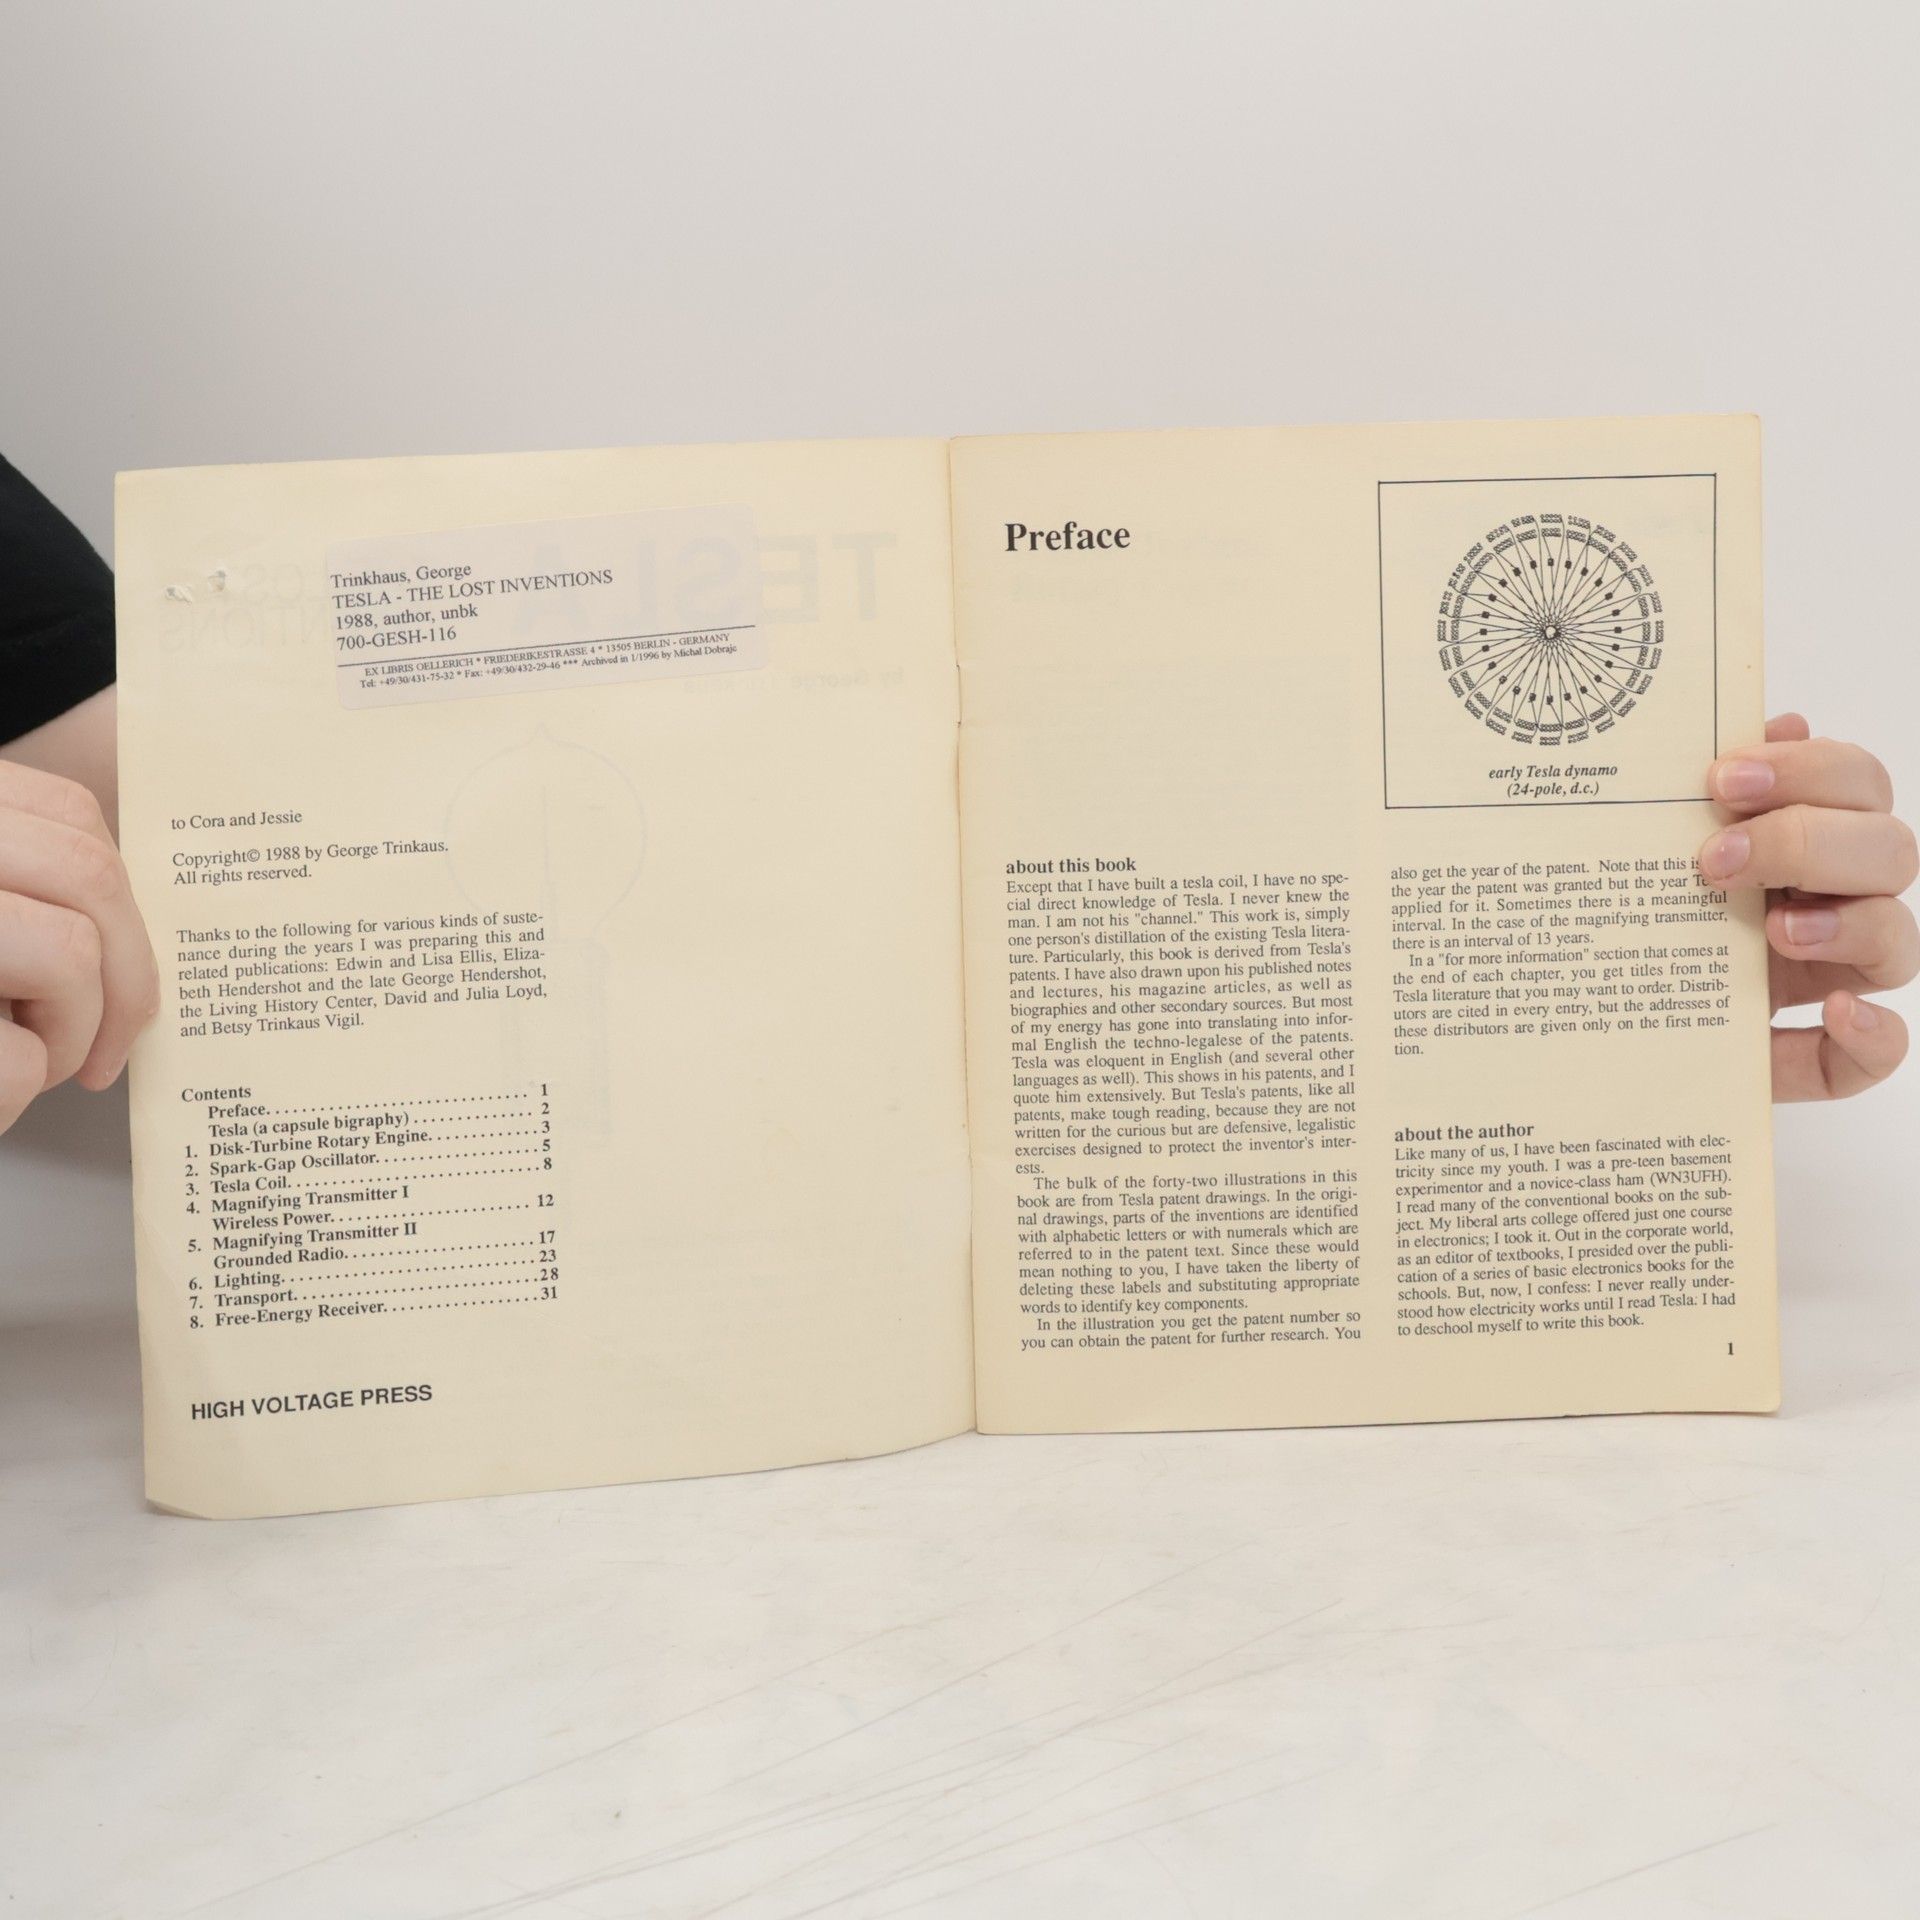 Trinkhaus, George
TESLA - THE LOST INVENTIONS
1988, author, unbk
700-GESH-116
EX LIBRIS OELLERICH * FRIEDERIKESTRASSE 4 * 13505 BERLIN - GERMANY
Tel: +49/30/431-75-32 * Fax: +49/30/432-29-46 *** Archived in 1/1996 by Michal Dobrajc
to Cora and Jessie
Copyright© 1988 by George Trinkaus.
All rights reserved.
Thanks to the following for various kinds of suste-
nance during the years I was preparing this and
related publications: Edwin and Lisa Ellis, Eliza-
beth Hendershot and the late George Hendershot,
the Living History Center, David and Julia Loyd,
and Betsy Trinkaus Vigil.
Contents
Preface. . . . . . . . . . . . . . . . . . . . . . . . . . . . . 1
Tesla (a capsule bigraphy) . . . . . . . . . . . . . 2
1. Disk-Turbine Rotary Engine. . . . . . . . . . . . 3
2. Spark-Gap Oscillator. . . . . . . . . . . . . . . . . . 5
3. Tesla Coil. . . . . . . . . . . . . . . . . . . . . . . . . . . . 8
4. Magnifying Transmitter I
Wireless Power. . . . . . . . . . . . . . . . . . . . . . . 12
5. Magnifying Transmitter II
Grounded Radio. . . . . . . . . . . . . . . . . . . . . . 17
6. Lighting. . . . . . . . . . . . . . . . . . . . . . . . . . . . . 23
7. Transport. . . . . . . . . . . . . . . . . . . . . . . . . . . .28
8. Free-Energy Receiver. . . . . . . . . . . . . . . . . .31
HIGH VOLTAGE PRESS
Preface
early Tesla dynamo
(24-pole, d.c.)
about this book
Except that I have built a tesla coil, I have no spe-
cial direct knowledge of Tesla. I never knew the
man. I am not his "channel." This work is, simply
one person's distillation of the existing Tesla litera-
ture. Particularly, this book is derived from Tesla's
patents. I have also drawn upon his published notes
and lectures, his magazine articles, as well as
biographies and other secondary sources. But most
of my energy has gone into translating into infor-
mal English the techno-legalese of the patents.
Tesla was eloquent in English (and several other
languages as well). This shows in his patents, and I
quote him extensively. But Tesla's patents, like all
patents, make tough reading, because they are not
written for the curious but are defensive, legalistic
exercises designed to protect the inventor's inter-
ests.
The bulk of the forty-two illustrations in this
book are from Tesla patent drawings. In the origi-
nal drawings, parts of the inventions are identified
with alphabetic letters or with numerals which are
referred to in the patent text. Since these would
mean nothing to you, I have taken the liberty of
deleting these labels and substituting appropriate
words to identify key components.
In the illustration you get the patent number so
you can obtain the patent for further research. You
also get the year of the patent. Note that this
the year the patent was granted but the year
applied for it. Sometimes there is a meaningful
interval. In the case of the magnifying transmitter,
there is an interval of 13 years.
In a "for more information" section that comes at
the end of each chapter, you get titles from the
Tesla literature that you may want to order. Distrib-
utors are cited in every entry, but the addresses of
these distributors are given only on the first men-
tion.
about the author
Like many of us, I have been fascinated with elec-
tricity since my youth. I was a pre-teen basement
experimentor and a novice-class ham (WN3UFH).
I read many of the conventional books on the sub-
ject. My liberal arts college offered just one course
in electronics; I took it. Out in the corporate world,
as an editor of textbooks, I presided over the publi-
cation of a series of basic electronics books for the
schools. But, now, I confess: I never really under-
stood how electricity works until I read Tesla. I had
to deschool myself to write this book.
1